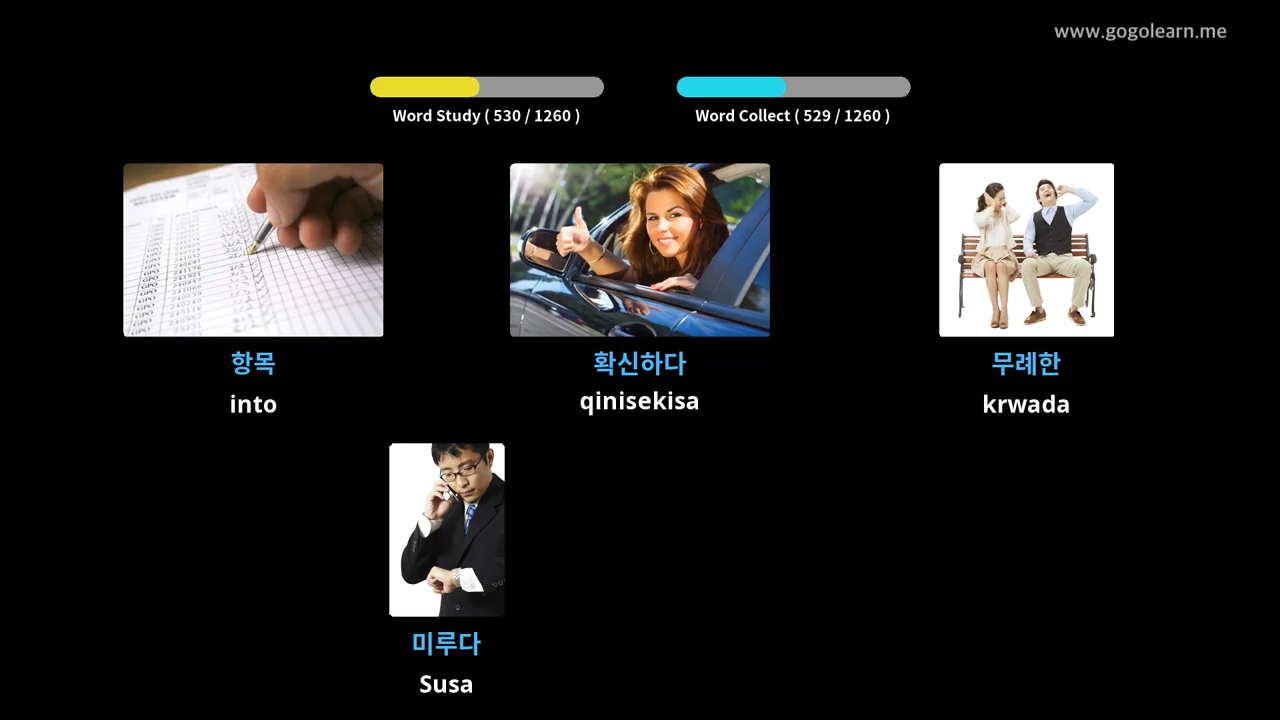 www.gogolearn.me
Word Study ( 530 / 1260 )
Word Collect ( 529 / 1260 )
항목
into
확신하다
qinisekisa
무례한
krwada
미루다
Susa